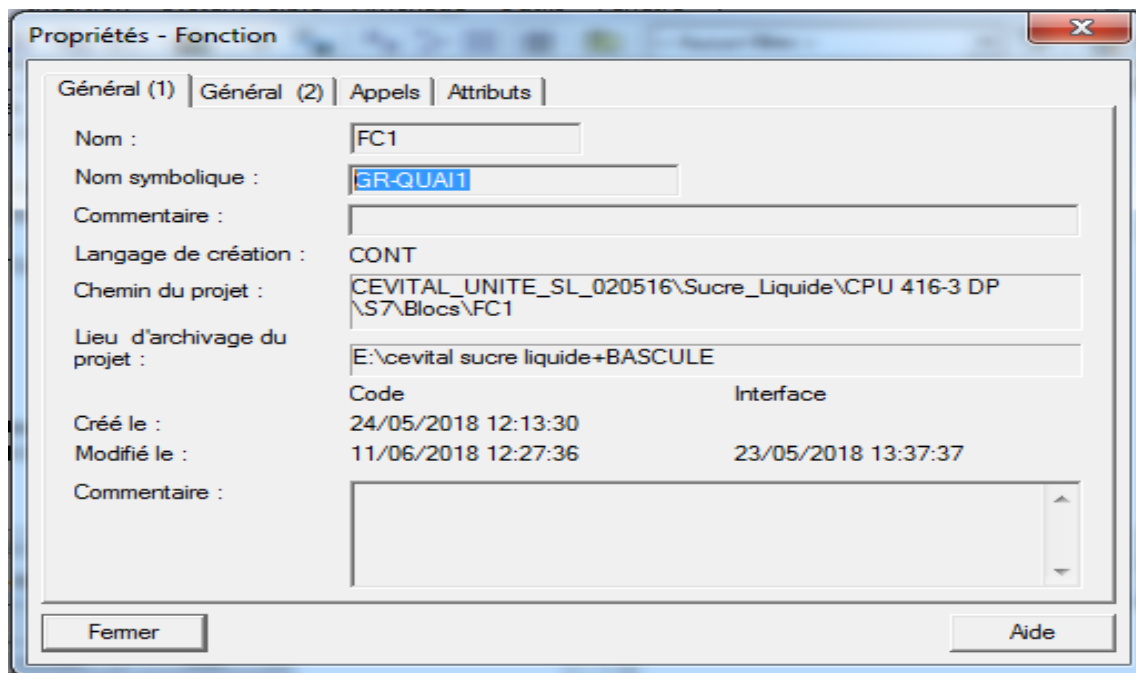 Propriétés - Fonction
Général (1) Général (2) Appels Attributs
Nom : FC1
Nom symbolique : GR-QUAI1
Commentaire :
Langage de création : CONT
Chemin du projet : CEVITAL_UNITE_SL_020516\Sucre_Liquide\CPU 416-3 DP
\S7\Blocs\FC1
Lieu d'archivage du
projet : E:\cevital sucre liquide+BASCULE
Code Interface
Créé le : 24/05/2018 12:13:30
Modifié le : 11/06/2018 12:27:36 23/05/2018 13:37:37
Commentaire :
Fermer Aide